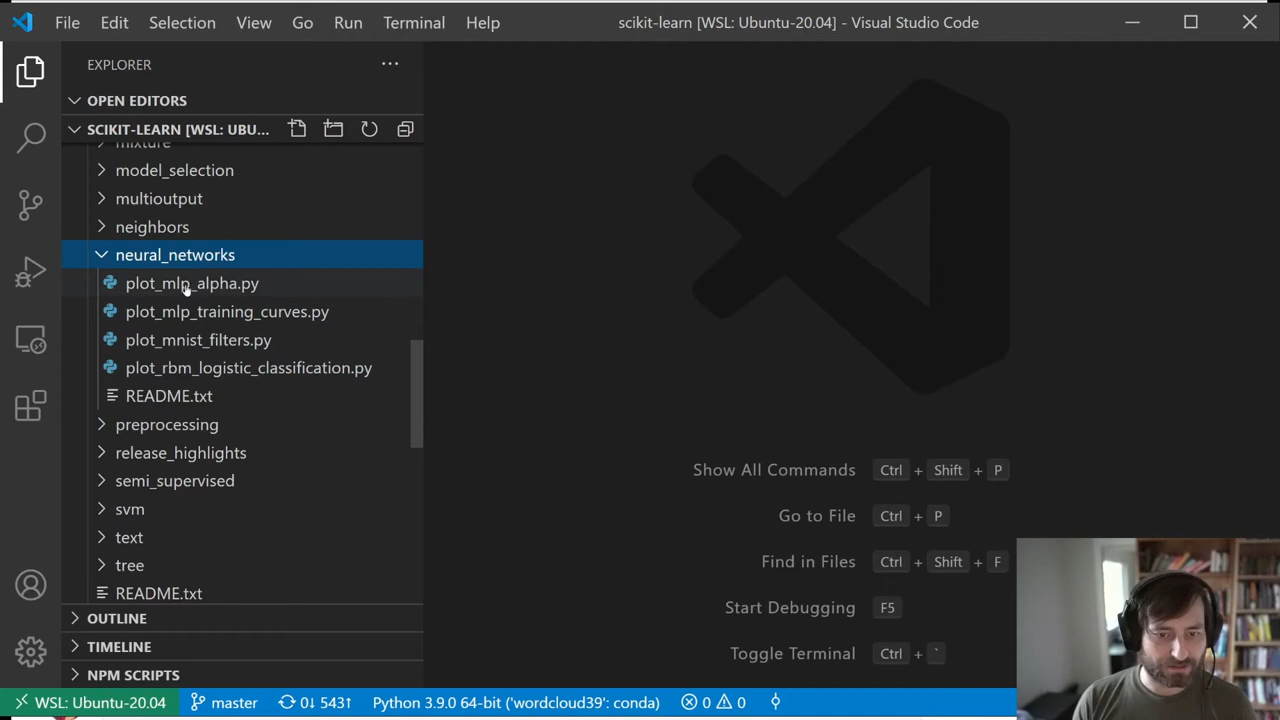 File Edit Selection View Go Run Terminal Help scikit-learn [WSL: Ubuntu-20.04] - Visual Studio Code
EXPLORER
OPEN EDITORS
SCIKIT-LEARN [WSL: UBU...
mixture
model_selection
multioutput
neighbors
neural_networks
plot_mlp_alpha.py
plot_mlp_training_curves.py
plot_mnist_filters.py
plot_rbm_logistic_classification.py
README.txt
preprocessing
release_highlights
semi_supervised
svm
text
tree
README.txt
OUTLINE
TIMELINE
NPM SCRIPTS
Show All Commands Ctrl + Shift + P
Go to File Ctrl + P
Find in Files Ctrl + Shift + F
Start Debugging F5
Toggle Terminal Ctrl + `
WSL: Ubuntu-20.04 master 0↓ 543↑ Python 3.9.0 64-bit ('wordcloud39': conda) 0 0